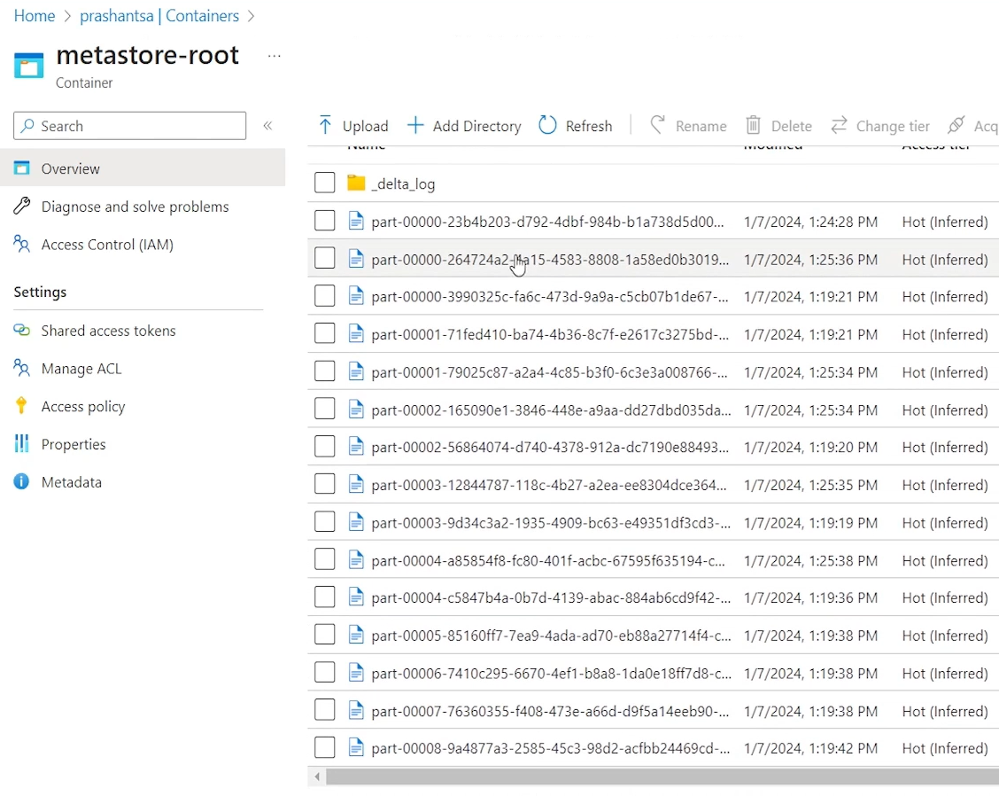 Home > prashantsa | Containers >
metastore-root ...
Container
Search «
Overview
Diagnose and solve problems
Access Control (IAM)
Settings
Shared access tokens
Manage ACL
Access policy
Properties
Metadata
Upload + Add Directory Refresh Rename Delete Change tier Acq
Name Modified Access tier
_delta_log
part-00000-23b4b203-d792-4dbf-984b-b1a738d5d00... 1/7/2024, 1:24:28 PM Hot (Inferred)
part-00000-264724a2-4a15-4583-8808-1a58ed0b3019... 1/7/2024, 1:25:36 PM Hot (Inferred)
part-00000-3990325c-fa6c-473d-9a9a-c5cb07b1de67-... 1/7/2024, 1:19:21 PM Hot (Inferred)
part-00001-71fed410-ba74-4b36-8c7f-e2617c3275bd-... 1/7/2024, 1:19:21 PM Hot (Inferred)
part-00001-79025c87-a2a4-4c85-b3f0-6c3e3a008766-... 1/7/2024, 1:25:34 PM Hot (Inferred)
part-00002-165090e1-3846-448e-a9aa-dd27dbd035da... 1/7/2024, 1:25:34 PM Hot (Inferred)
part-00002-56864074-d740-4378-912a-dc7190e88493... 1/7/2024, 1:19:20 PM Hot (Inferred)
part-00003-12844787-118c-4b27-a2ea-ee8304dce364... 1/7/2024, 1:25:35 PM Hot (Inferred)
part-00003-9d34c3a2-1935-4909-bc63-e49351df3cd3-... 1/7/2024, 1:19:19 PM Hot (Inferred)
part-00004-a85854f8-fc80-401f-acbc-67595f635194-c... 1/7/2024, 1:25:38 PM Hot (Inferred)
part-00004-c5847b4a-0b7d-4139-abac-884ab6cd9f42-... 1/7/2024, 1:19:36 PM Hot (Inferred)
part-00005-85160ff7-7ea9-4ada-ad70-eb88a27714f4-c... 1/7/2024, 1:19:38 PM Hot (Inferred)
part-00006-7410c295-6670-4ef1-b8a8-1da0e18ff7d8-c... 1/7/2024, 1:19:38 PM Hot (Inferred)
part-00007-76360355-f408-473e-a66d-d9f5a14eeb90-... 1/7/2024, 1:19:38 PM Hot (Inferred)
part-00008-9a4877a3-2585-45c3-98d2-acfbb24469cd-... 1/7/2024, 1:19:42 PM Hot (Inferred)